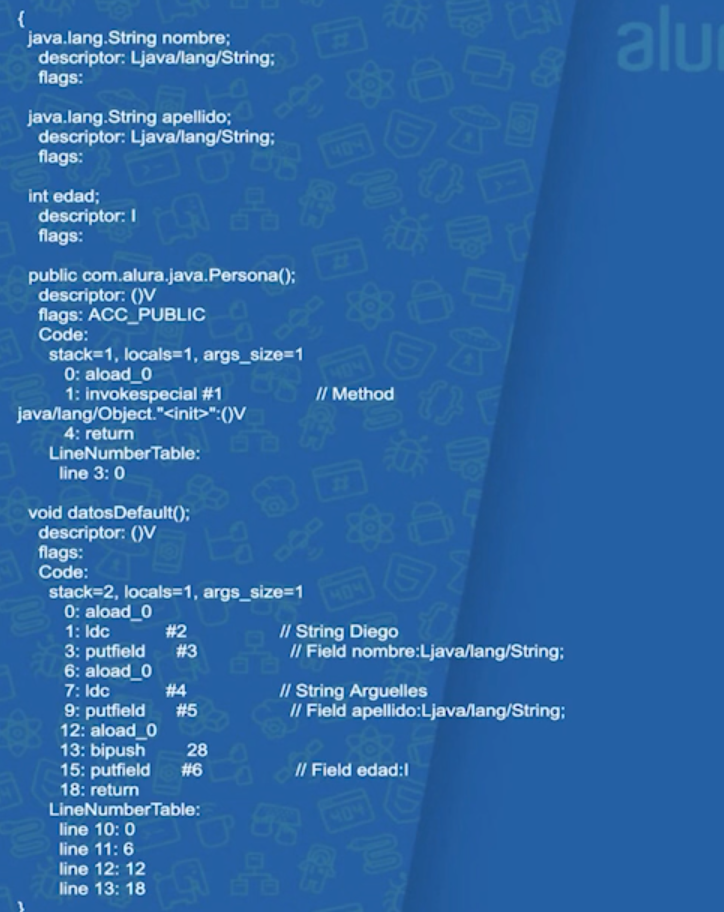 alur
{
java.lang.String nombre;
descriptor: Ljava/lang/String;
flags:
java.lang.String apellido;
descriptor: Ljava/lang/String;
flags:
int edad;
descriptor: I
flags:
public com.alura.java.Persona();
descriptor: ()V
flags: ACC_PUBLIC
Code:
stack=1, locals=1, args_size=1
0: aload_0
1: invokespecial #1 // Method
java/lang/Object."<init>":()V
4: return
LineNumberTable:
line 3: 0
void datosDefault();
descriptor: ()V
flags:
Code:
stack=2, locals=1, args_size=1
0: aload_0
1: ldc #2 // String Diego
3: putfield #3 // Field nombre:Ljava/lang/String;
6: aload_0
7: ldc #4 // String Arguelles
9: putfield #5 // Field apellido:Ljava/lang/String;
12: aload_0
13: bipush 28
15: putfield #6 // Field edad:I
18: return
LineNumberTable:
line 10: 0
line 11: 6
line 12: 12
line 13: 18
}